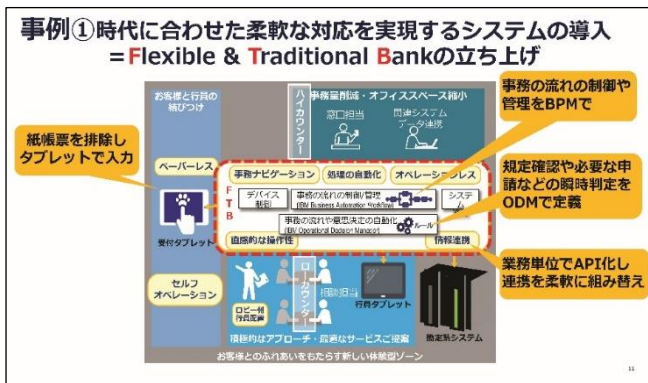 事例①時代に合わせた柔軟な対応を実現するシステムの導入
＝Flexible & Traditional Bankの立ち上げ
お客様と行員の
結びつけ
ハイカウンター
事務量削減・オフィススペース縮小
窓口担当
関連システム
データ連携
事務の流れの制御や
管理をBPMで
紙帳票を排除し
タブレットで入力
ペーパーレス
事務ナビゲーション
処理の自動化
オペレーションレス
FTB
デバイス
制御
事務の流れの制御/管理
(IBM Business Automation Workflow)
システ
事務の流れや意思決定の自動化
(IBM Operational Decision Manager)
ルール
規定確認や必要な申
請などの瞬時判定を
ODMで定義
受付タブレット
直感的な操作性
情報連携
業務単位でAPI化し
連携を柔軟に組み替え
セルフ
オペレーション
ローカウンター
相談担当
ロビー側
行員配置
行員タブレット
勘定系システム
積極的なアプローチ・最適なサービスご提案
お客様とのふれあいをもたらす新しい体験型ゾーン